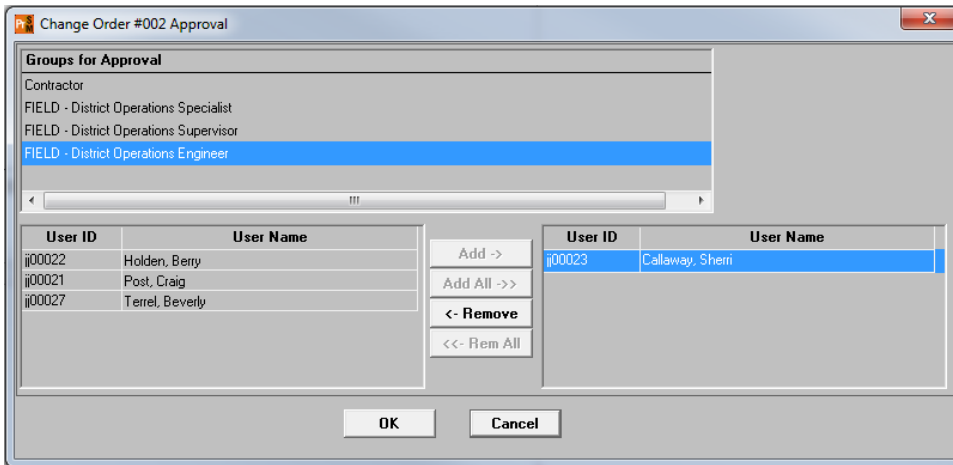 Change Order #002 Approval
Groups for Approval
Contractor
FIELD - District Operations Specialist
FIELD - District Operations Supervisor
FIELD - District Operations Engineer
User ID User Name
jj00022 Holden, Berry
jj00021 Post, Craig
jj00027 Terrel, Beverly
Add ->
Add All ->>
<- Remove
<<- Rem All
User ID User Name
jj00023 Callaway, Sherri
OK Cancel